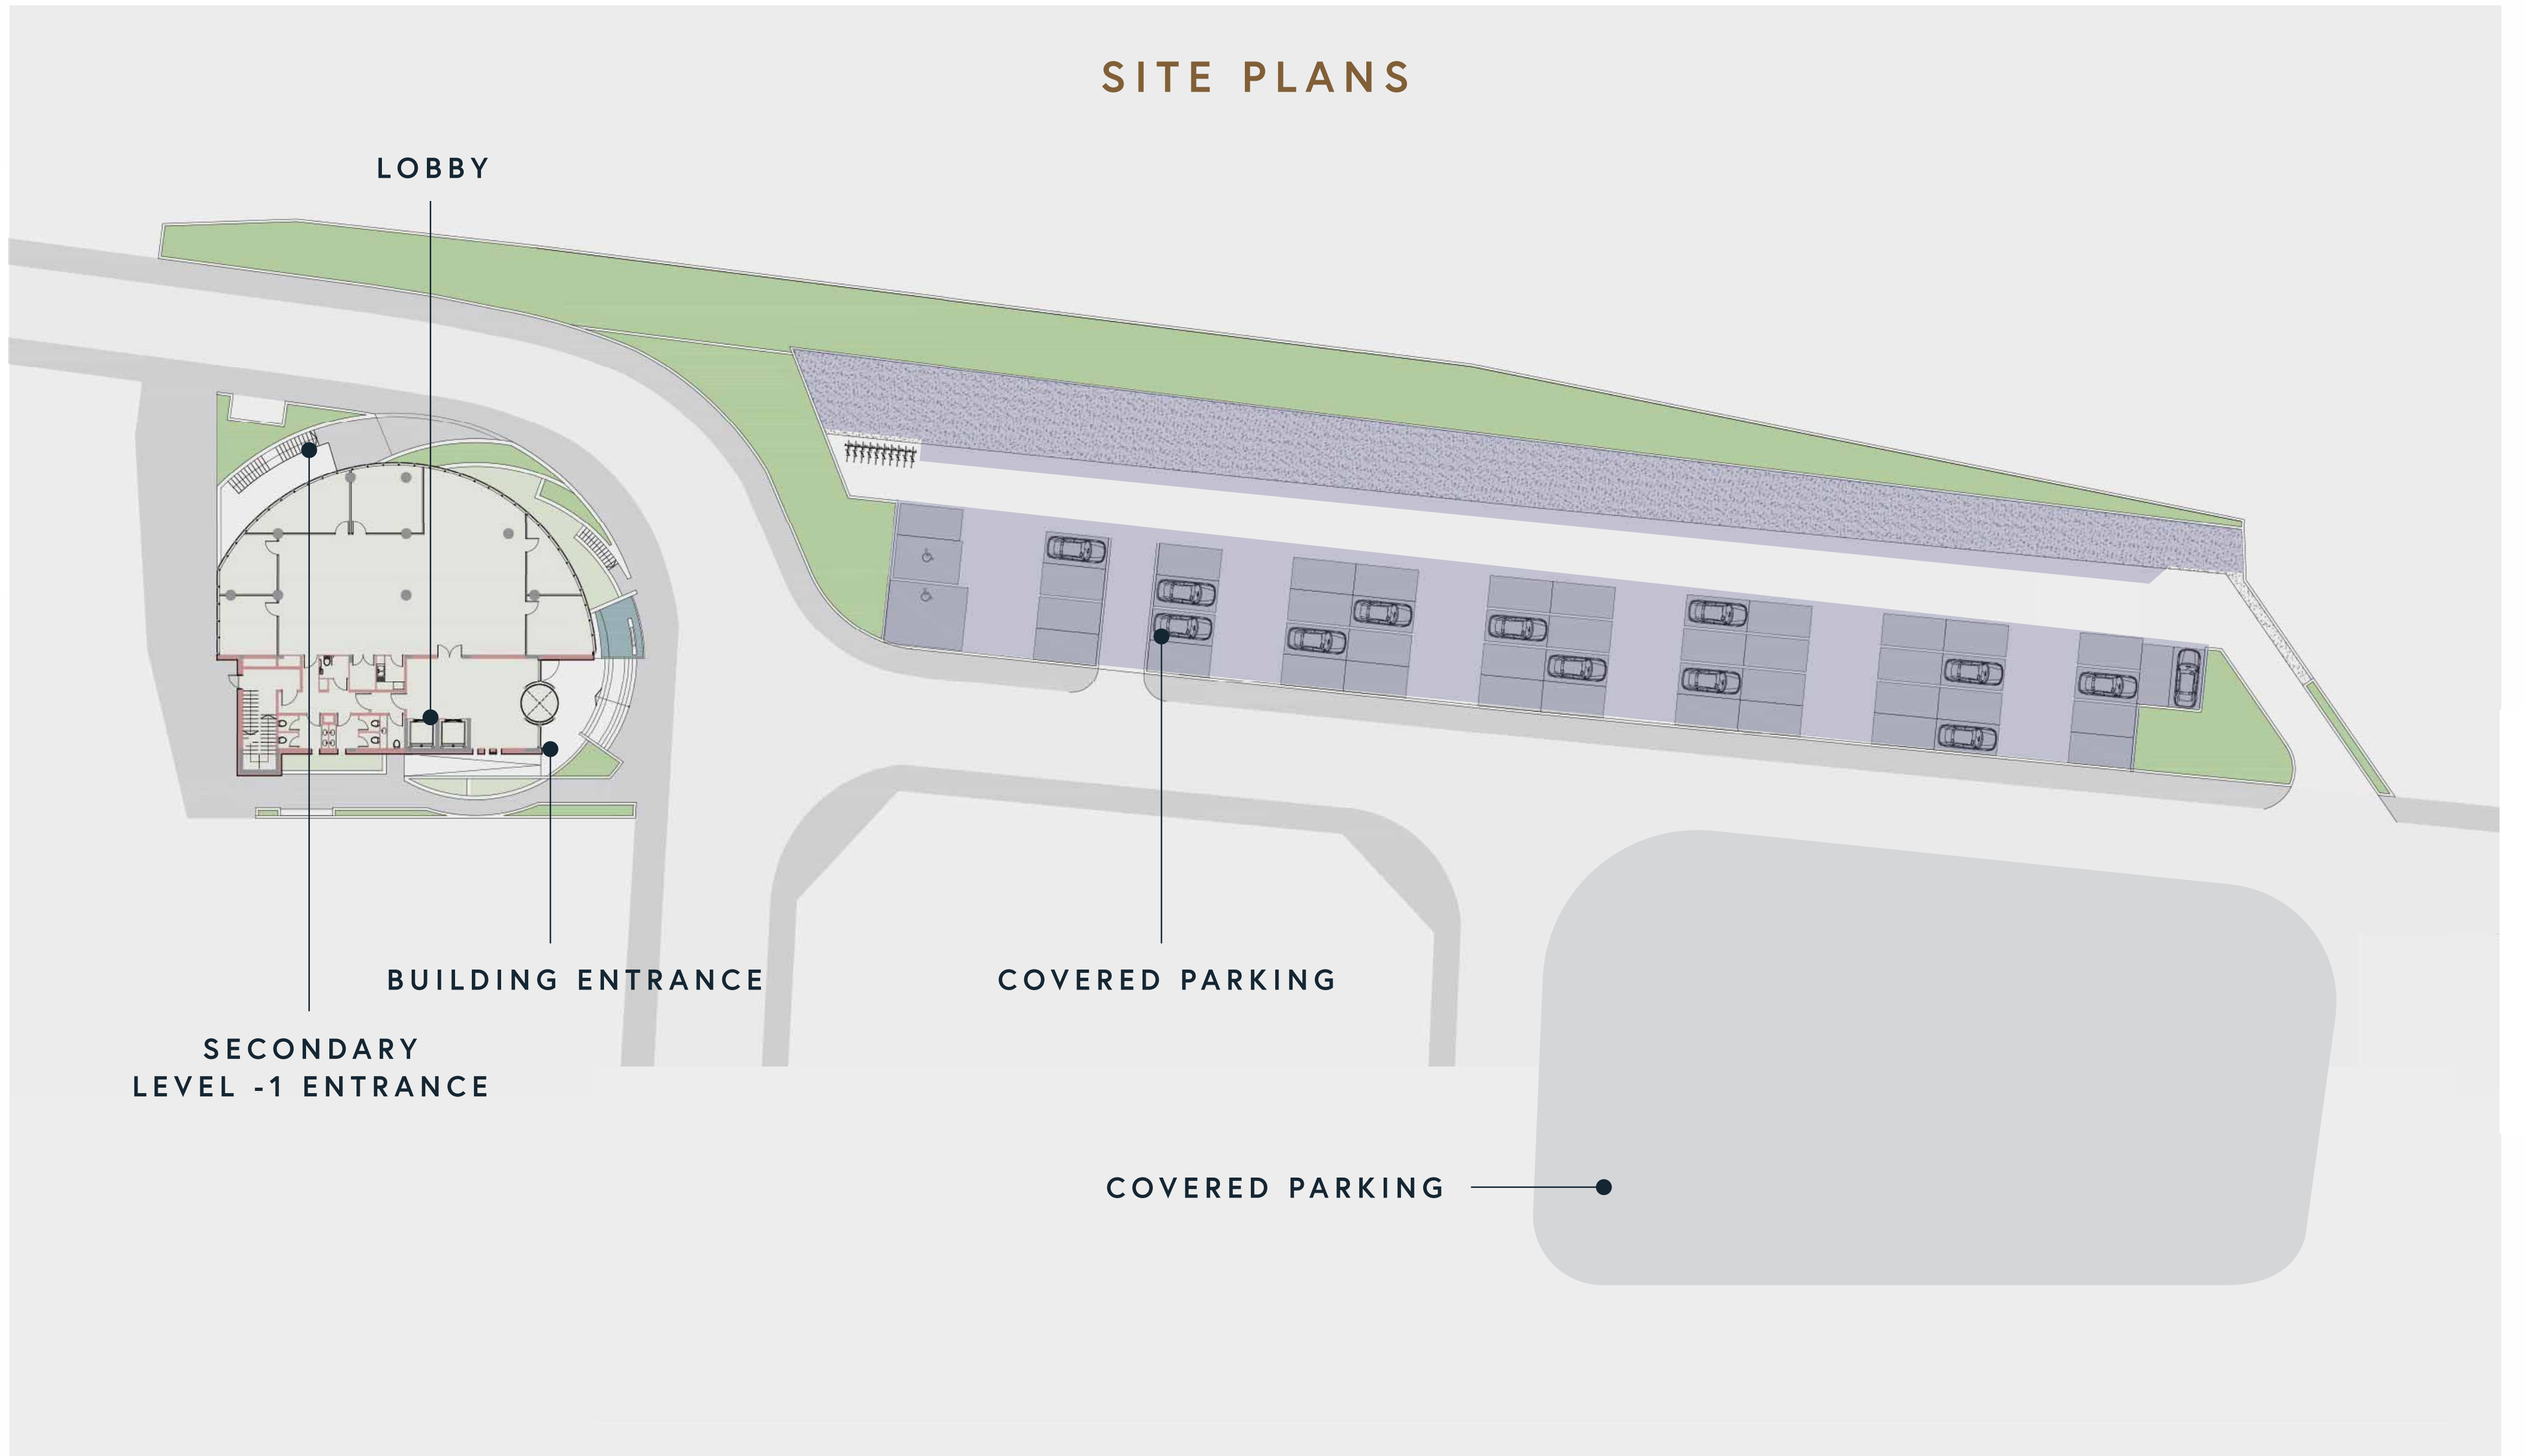 SITE PLANS
LOBBY
BUILDING ENTRANCE
COVERED PARKING
SECONDARY
LEVEL -1 ENTRANCE
COVERED PARKING